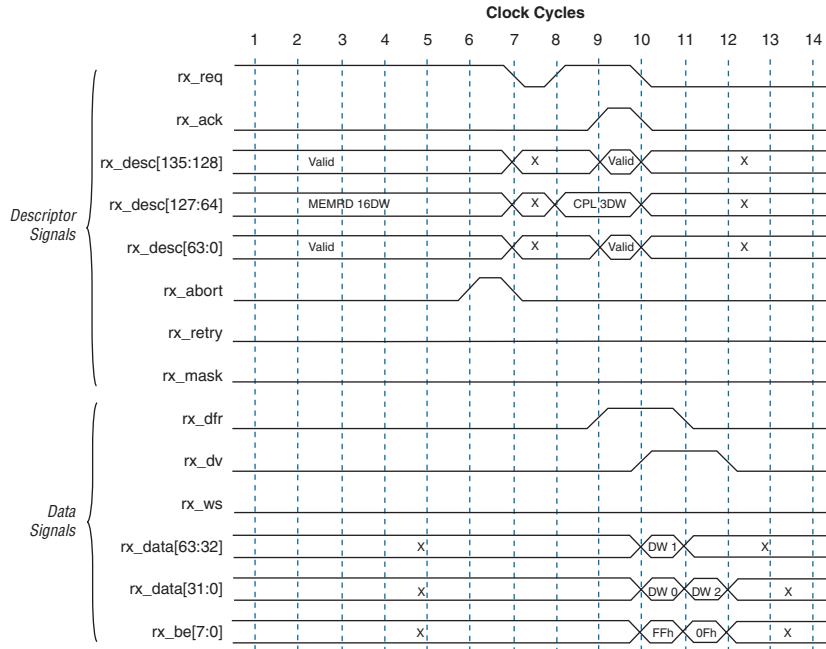 Clock Cycles
1 2 3 4 5 6 7 8 9 10 11 12 13 14
Descriptor Signals
rx_req
rx_ack
rx_desc[135:128] Valid X Valid X
rx_desc[127:64] MEMRD 16DW X CPL 3DW X
rx_desc[63:0] Valid X Valid X
rx_abort
rx_retry
rx_mask
Data Signals
rx_dfr
rx_dv
rx_ws
rx_data[63:32] X DW 1 X
rx_data[31:0] X DW 0 DW 2 X
rx_be[7:0] X FFh 0Fh X